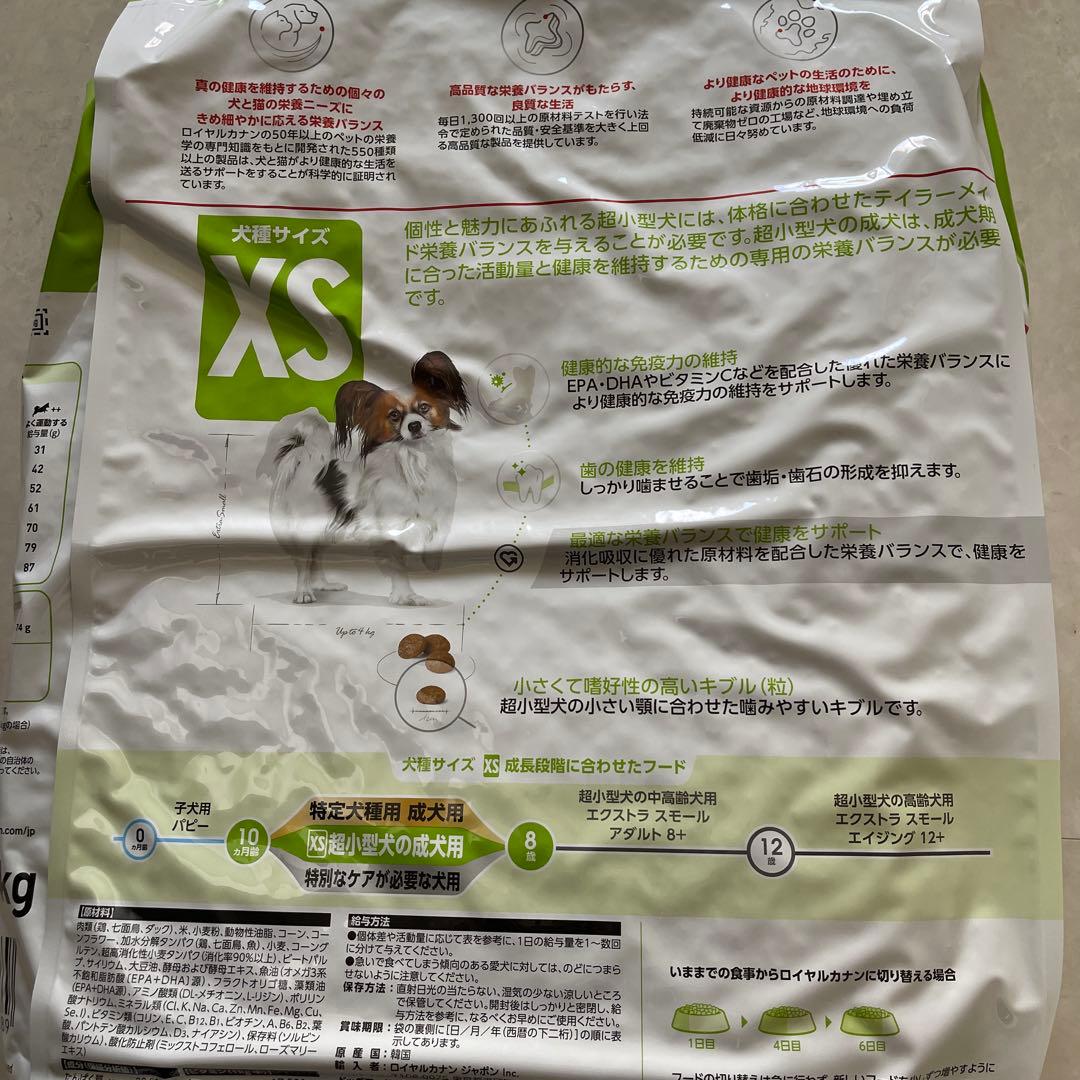 真の健康を維持するための個々の
犬と猫の栄養ニーズに
きめ細やかに応える栄養バランス
ロイヤルカナンの50年以上のペットの栄養
学の専門知識をもとに開発された550種類
以上の製品は、犬と猫がより健康的な生活を
送るサポートをすることが科学的に証明され
ています。
高品質な栄養バランスがもたらす、
良質な生活
毎日1,300回以上の原材料テストを行い法
令で定められた品質・安全基準を大きく上回
る高品質な製品を提供しています。
より健康なペットの生活のために、
より健康的な地球環境を
持続可能な資源からの原材料調達や埋め立
て廃棄物ゼロの工場など、地球環境への負荷
低減に日々努めています。
犬種サイズ
XS
個性と魅力にあふれる超小型犬には、体格に合わせたテイラーメイ
ド栄養バランスを与えることが必要です。超小型犬の成犬は、成犬期
に合った活動量と健康を維持するための専用の栄養バランスが必要
です。
健康的な免疫力の維持
EPA・DHAやビタミンCなどを配合した優れた栄養バランスに
より健康的な免疫力の維持をサポートします。
歯の健康を維持
しっかり噛ませることで歯垢・歯石の形成を抑えます。
最適な栄養バランスで健康をサポート
消化吸収に優れた原材料を配合した栄養バランスで、健康を
サポートします。
Extra Small
Up to 4 kg
1cm
小さくて嗜好性の高いキブル（粒）
超小型犬の小さい顎に合わせた噛みやすいキブルです。
++
よく運動する
給与量(g)
31
42
52
61
70
79
87
74 g
kgの場合)
の自治体の
ってください。
n.com/jp
kg
犬種サイズ XS 成長段階に合わせたフード
0
カ月齢
子犬用
パピー
10
カ月齢
特定犬種用 成犬用
XS 超小型犬の成犬用
特別なケアが必要な犬用
8
歳
超小型犬の中高齢犬用
エクストラ スモール
アダルト 8+
12
歳
超小型犬の高齢犬用
エクストラ スモール
エイジング 12+
【原材料】
肉類(鶏、七面鳥、ダック)、米、小麦粉、動物性油脂、コーン、コー
ンフラワー、加水分解タンパク(鶏、七面鳥、魚)、小麦、コーングル
テン、超高消化性小麦タンパク(消化率90%以上)、ビートパル
プ、サイリウム、大豆油、酵母および酵母エキス、魚油(オメガ3系
不飽和脂肪酸(EPA+DHA)源)、フラクトオリゴ糖、藻類油
(EPA+DHA源)、アミノ酸類(DL-メチオニン、L-リジン)、ポリリン
酸ナトリウム、ミネラル類(Cl、K、Na、Ca、Zn、Mn、Fe、Mg、Cu、
Se、I)、ビタミン類(コリン、E、C、B12、B1、ビオチン、A、B6、B2、葉
酸、パントテン酸カルシウム、D3、ナイアシン)、保存料(ソルビン
酸カリウム)、酸化防止剤(ミックストコフェロール、ローズマリー
エキス)
給与方法
●個体差や活動量に応じて表を参考に、1日の給与量を1～数回
に分けて与えてください。
●急いで食べてしまう傾向のある愛犬に対しては、のどにつまら
せないように注意してください。
保存方法：直射日光の当たらない、湿気の少ない涼しいところ
で保管してください。開封後はしっかりと密閉し、給
与方法を参考に、なるべくお早めにご使用ください。
賞味期限：袋の裏側に[日／月／年(西暦の下二桁)]の順に表
示してあります。
原産国：韓国
輸入者：ロイヤルカナン ジャポン Inc.
いままでの食事からロイヤルカナンに切り替える場合
1日目
4日目
6日目